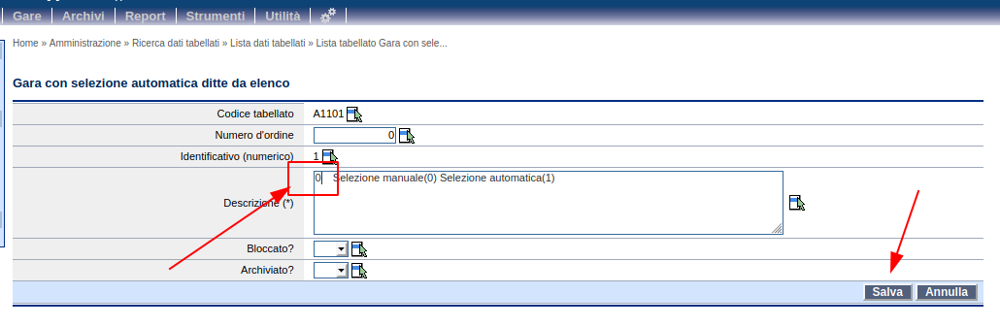 Gare Archivi Report Strumenti Utilità
Home » Amministrazione » Ricerca dati tabellati » Lista dati tabellati » Lista tabellato Gara con sele...
Gara con selezione automatica ditte da elenco
Codice tabellato A1101
Numero d'ordine 0
Identificativo (numerico) 1
0 Selezione manuale(0) Selezione automatica(1)
Descrizione (*)
Bloccato?
Archiviato?
Salva Annulla